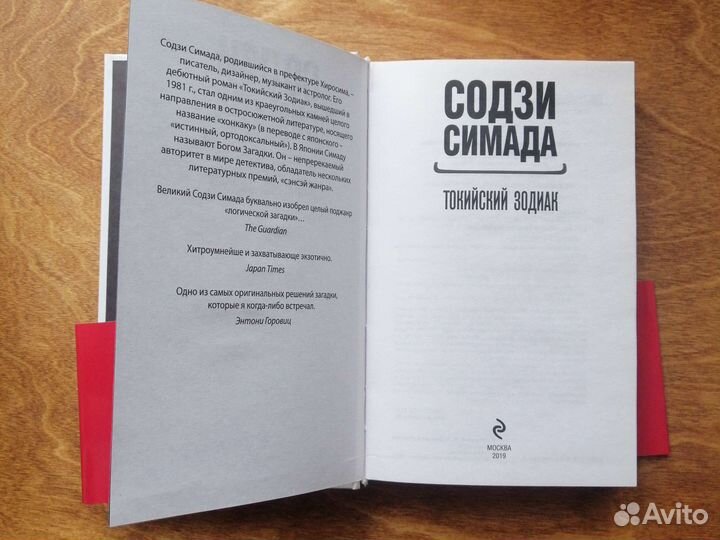 Содзи Симада, родившийся в префектуре Хиросима, –
писатель, дизайнер, музыкант и астролог. Его
дебютный роман «Токийский Зодиак», вышедший в
1981 г., стал одним из краеугольных камней целого
направления в остросюжетной литературе, носящего
название «хонкаку» (в переводе с японского –
«истинный, ортодоксальный»). В Японии Симаду
называют Богом Загадки. Он – непререкаемый
авторитет в мире детектива, обладатель нескольких
литературных премий, «сэнсэй жанра».
Великий Содзи Симада буквально изобрел целый поджанр
«логической загадки»…
The Guardian
Хитроумнейше и захватывающе экзотично.
Japan Times
Одно из самых оригинальных решений загадки,
которые я когда-либо встречал.
Энтони Горовиц
СОДЗИ
СИМАДА
ТОКИЙСКИЙ ЗОДИАК
МОСКВА
2019
Avito